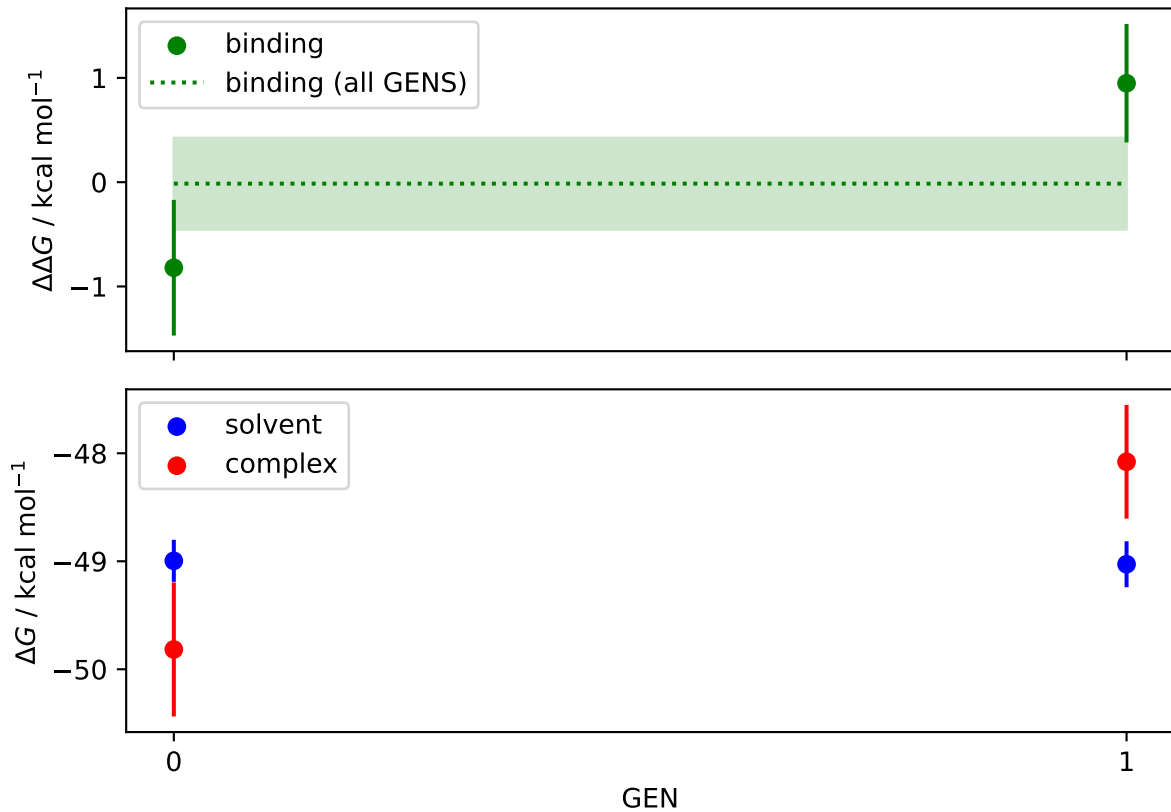 binding
binding (all GENS)
ΔΔG / kcal mol⁻¹
1
0
−1
solvent
complex
ΔG / kcal mol⁻¹
−48
−49
−50
0
1
GEN